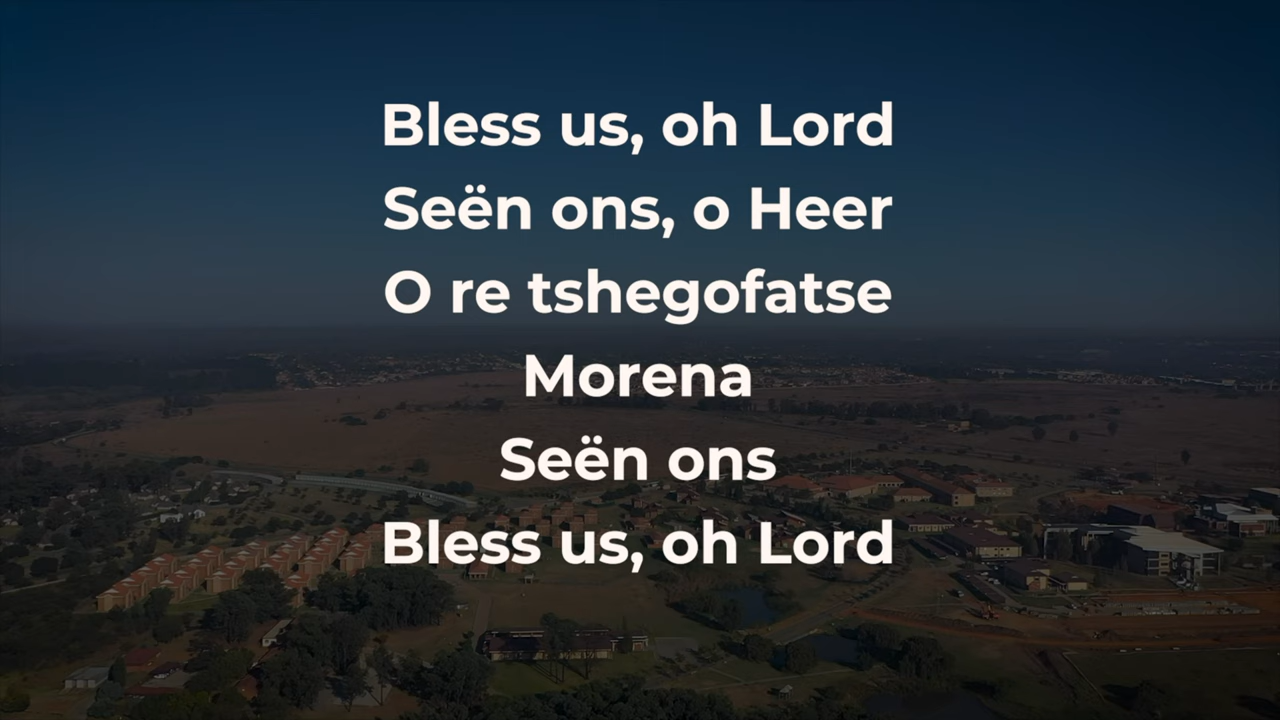 Bless us, oh Lord
Seën ons, o Heer
O re tshegofatse
Morena
Seën ons
Bless us, oh Lord